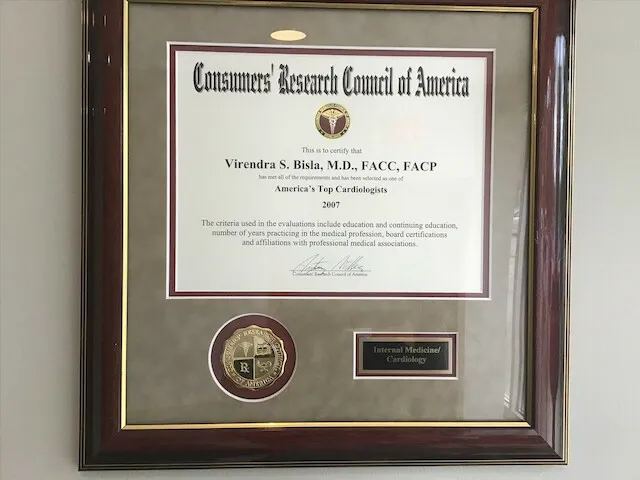 Consumers' Research Council of America
This is to certify that
Virendra S. Bisla, M.D., FACC, FACP
has met all of the requirements and has been selected as one of
America's Top Cardiologists
2007
The criteria used in the evaluations include education and continuing education,
number of years practicing in the medical profession, board certifications
and affiliations with professional medical associations.
Consumers' Research Council of America
Internal Medicine/
Cardiology